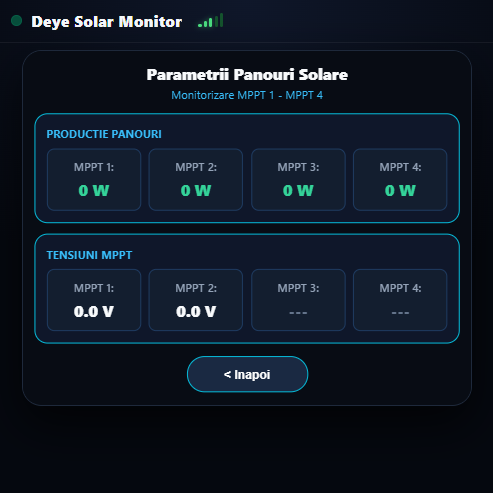 Deye Solar Monitor
Parametrii Panouri Solare
Monitorizare MPPT 1 - MPPT 4
PRODUCTIE PANOURI
MPPT 1: MPPT 2: MPPT 3: MPPT 4:
0 W 0 W 0 W 0 W
TENSIUNI MPPT
MPPT 1: MPPT 2: MPPT 3: MPPT 4:
0.0 V 0.0 V --- ---
< Inapoi